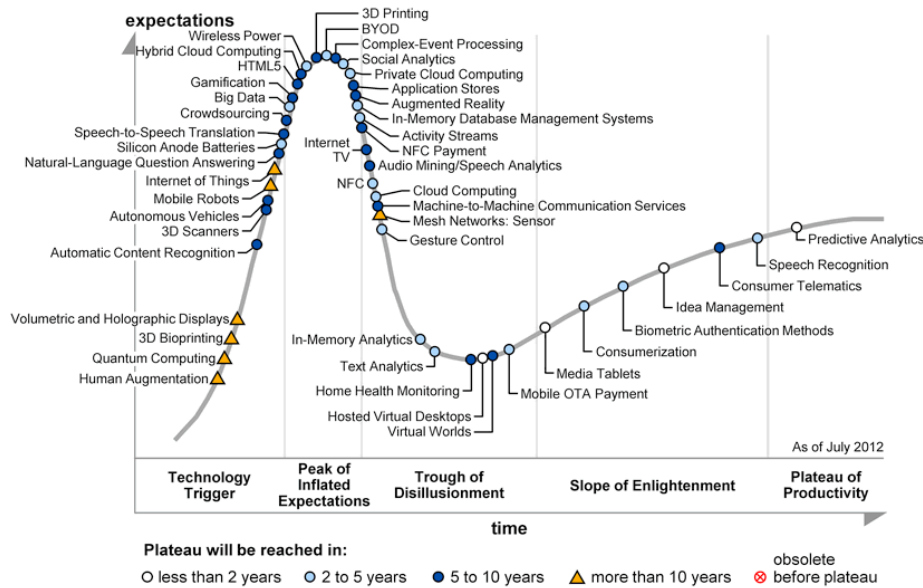 expectations
3D Printing
BYOD
Wireless Power
Complex-Event Processing
Hybrid Cloud Computing
Social Analytics
HTML5
Private Cloud Computing
Gamification
Application Stores
Big Data
Augmented Reality
Crowdsourcing
In-Memory Database Management Systems
Speech-to-Speech Translation
Activity Streams
Silicon Anode Batteries
NFC Payment
Internet
TV
Natural-Language Question Answering
Audio Mining/Speech Analytics
Internet of Things
NFC
Cloud Computing
Mobile Robots
Machine-to-Machine Communication Services
Autonomous Vehicles
Mesh Networks: Sensor
3D Scanners
Gesture Control
Automatic Content Recognition
Predictive Analytics
Speech Recognition
Consumer Telematics
Idea Management
Volumetric and Holographic Displays
Biometric Authentication Methods
3D Bioprinting
In-Memory Analytics
Consumerization
Quantum Computing
Text Analytics
Media Tablets
Human Augmentation
Home Health Monitoring
Mobile OTA Payment
Hosted Virtual Desktops
Virtual Worlds
As of July 2012
Technology
Trigger
Peak of
Inflated
Expectations
Trough of
Disillusionment
Slope of Enlightenment
Plateau of
Productivity
time
Plateau will be reached in:
less than 2 years
2 to 5 years
5 to 10 years
more than 10 years
obsolete
before plateau